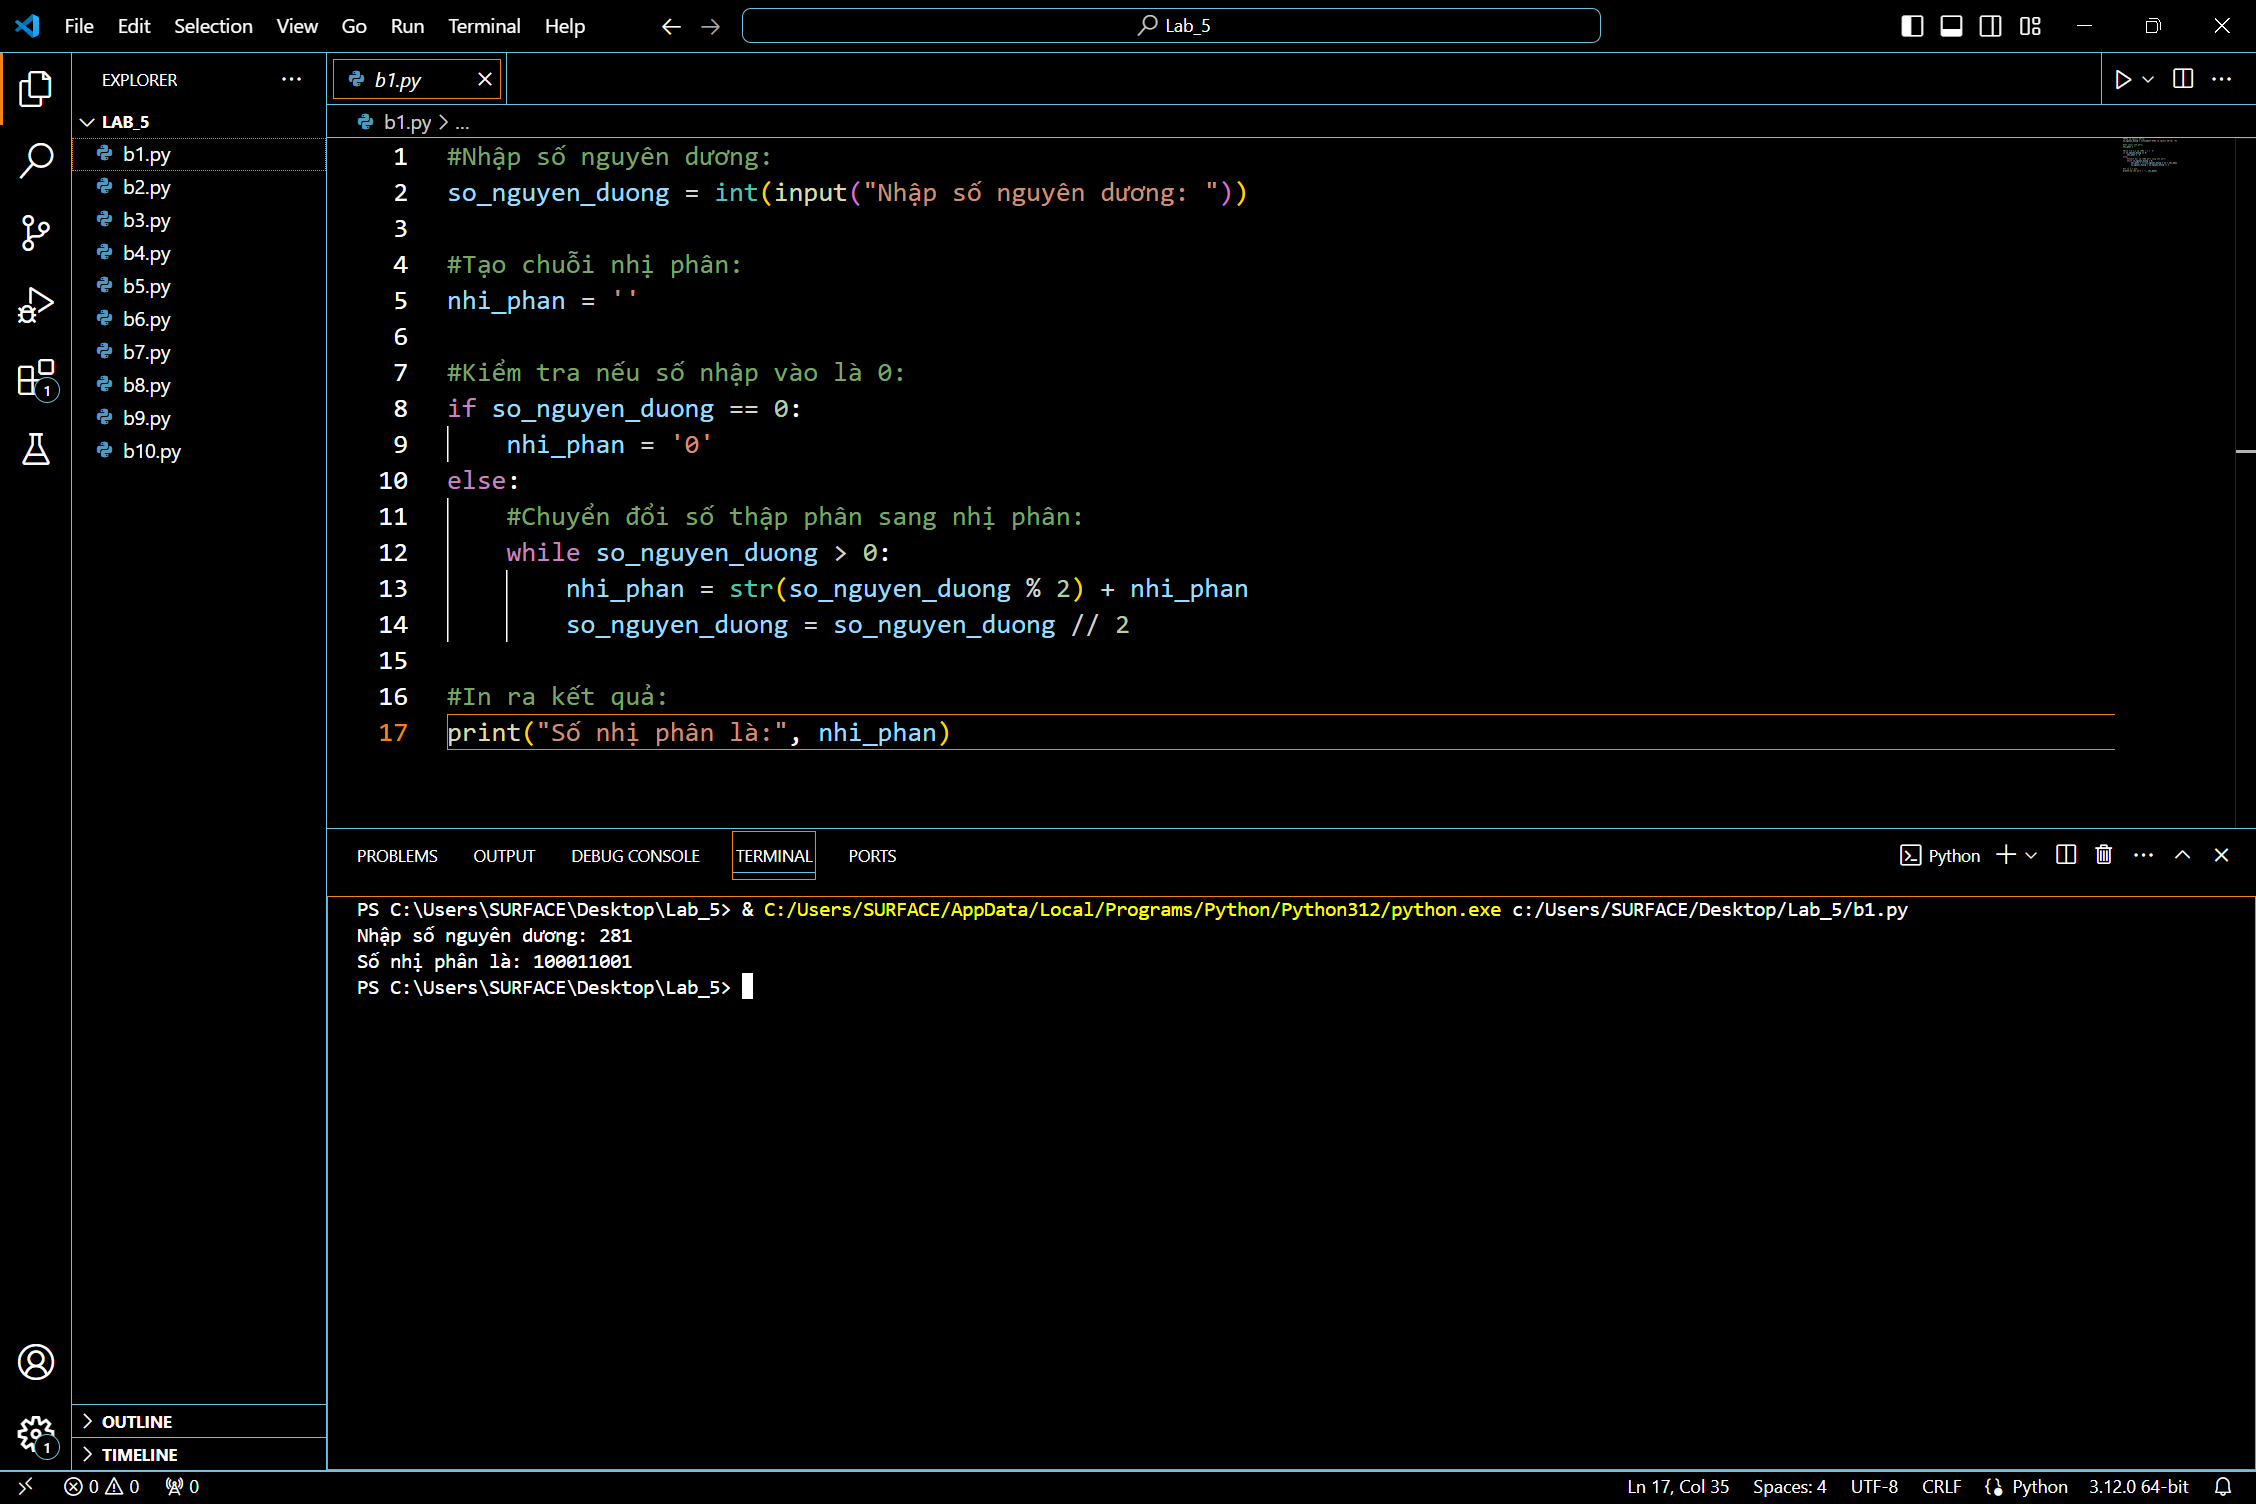 File Edit Selection View Go Run Terminal Help
Lab_5
EXPLORER
LAB_5
b1.py
b2.py
b3.py
b4.py
b5.py
b6.py
b7.py
b8.py
b9.py
b10.py
OUTLINE
TIMELINE
b1.py
b1.py > ...
1 #Nhập số nguyên dương:
2 so_nguyen_duong = int(input("Nhập số nguyên dương: "))
3
4 #Tạo chuỗi nhị phân:
5 nhi_phan = ''
6
7 #Kiểm tra nếu số nhập vào là 0:
8 if so_nguyen_duong == 0:
9 nhi_phan = '0'
10 else:
11 #Chuyển đổi số thập phân sang nhị phân:
12 while so_nguyen_duong > 0:
13 nhi_phan = str(so_nguyen_duong % 2) + nhi_phan
14 so_nguyen_duong = so_nguyen_duong // 2
15
16 #In ra kết quả:
17 print("Số nhị phân là:", nhi_phan)
PROBLEMS OUTPUT DEBUG CONSOLE TERMINAL PORTS
Python
PS C:\Users\SURFACE\Desktop\Lab_5> & C:/Users/SURFACE/AppData/Local/Programs/Python/Python312/python.exe c:/Users/SURFACE/Desktop/Lab_5/b1.py
Nhập số nguyên dương: 281
Số nhị phân là: 100011001
PS C:\Users\SURFACE\Desktop\Lab_5>
1
1
0 0 0
Ln 17, Col 35 Spaces: 4 UTF-8 CRLF Python 3.12.0 64-bit